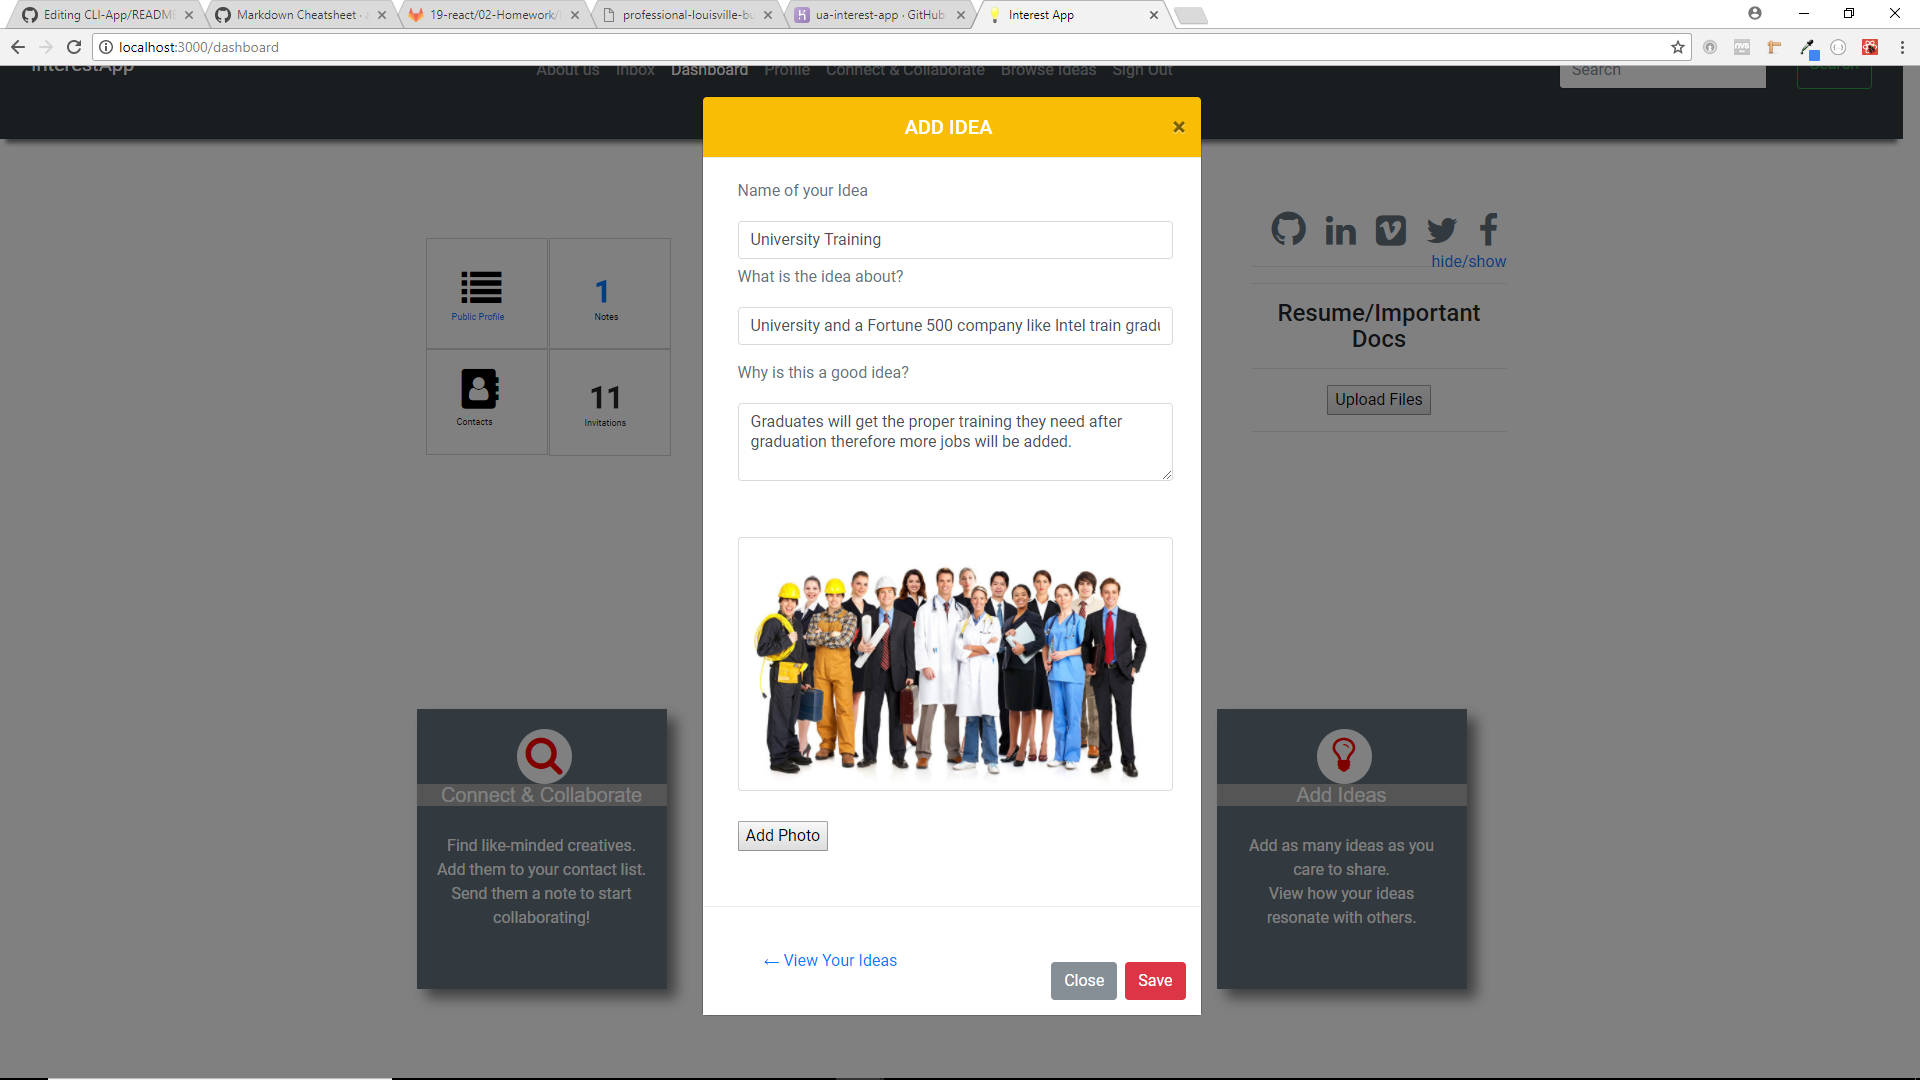 Editing CLI-App/READM
Markdown Cheatsheet ·
19-react/02-Homework/
professional-louisville-bu
ua-interest-app · GitHub
Interest App
localhost:3000/dashboard
InterestApp
About us Inbox Dashboard Profile Connect & Collaborate Browse Ideas Sign Out
Search
Search
ADD IDEA
×
Name of your Idea
University Training
What is the idea about?
University and a Fortune 500 company like Intel train gradu
Why is this a good idea?
Graduates will get the proper training they need after
graduation therefore more jobs will be added.
Add Photo
← View Your Ideas
Close
Save
Public Profile
1
Notes
Contacts
11
Invitations
hide/show
Resume/Important
Docs
Upload Files
Connect & Collaborate
Find like-minded creatives.
Add them to your contact list.
Send them a note to start
collaborating!
Add Ideas
Add as many ideas as you
care to share.
View how your ideas
resonate with others.